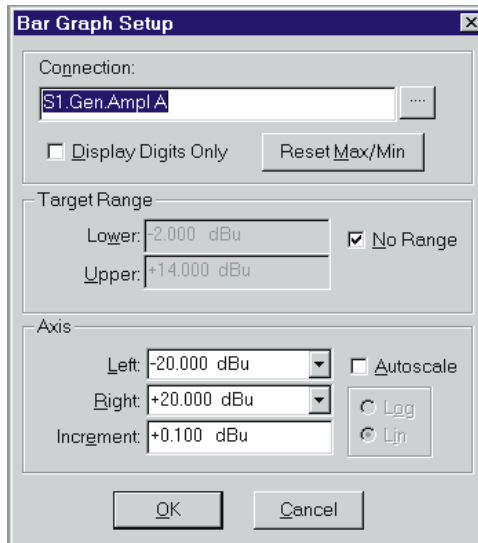 Bar Graph Setup
Connection:
S1.Gen.Ampl A
....
Display Digits Only
Reset Max/Min
Target Range
Lower: -2.000 dBu
No Range
Upper: +14.000 dBu
Axis
Left: -20.000 dBu
Autoscale
Right: +20.000 dBu
Log
Increment: +0.100 dBu
Lin
OK
Cancel